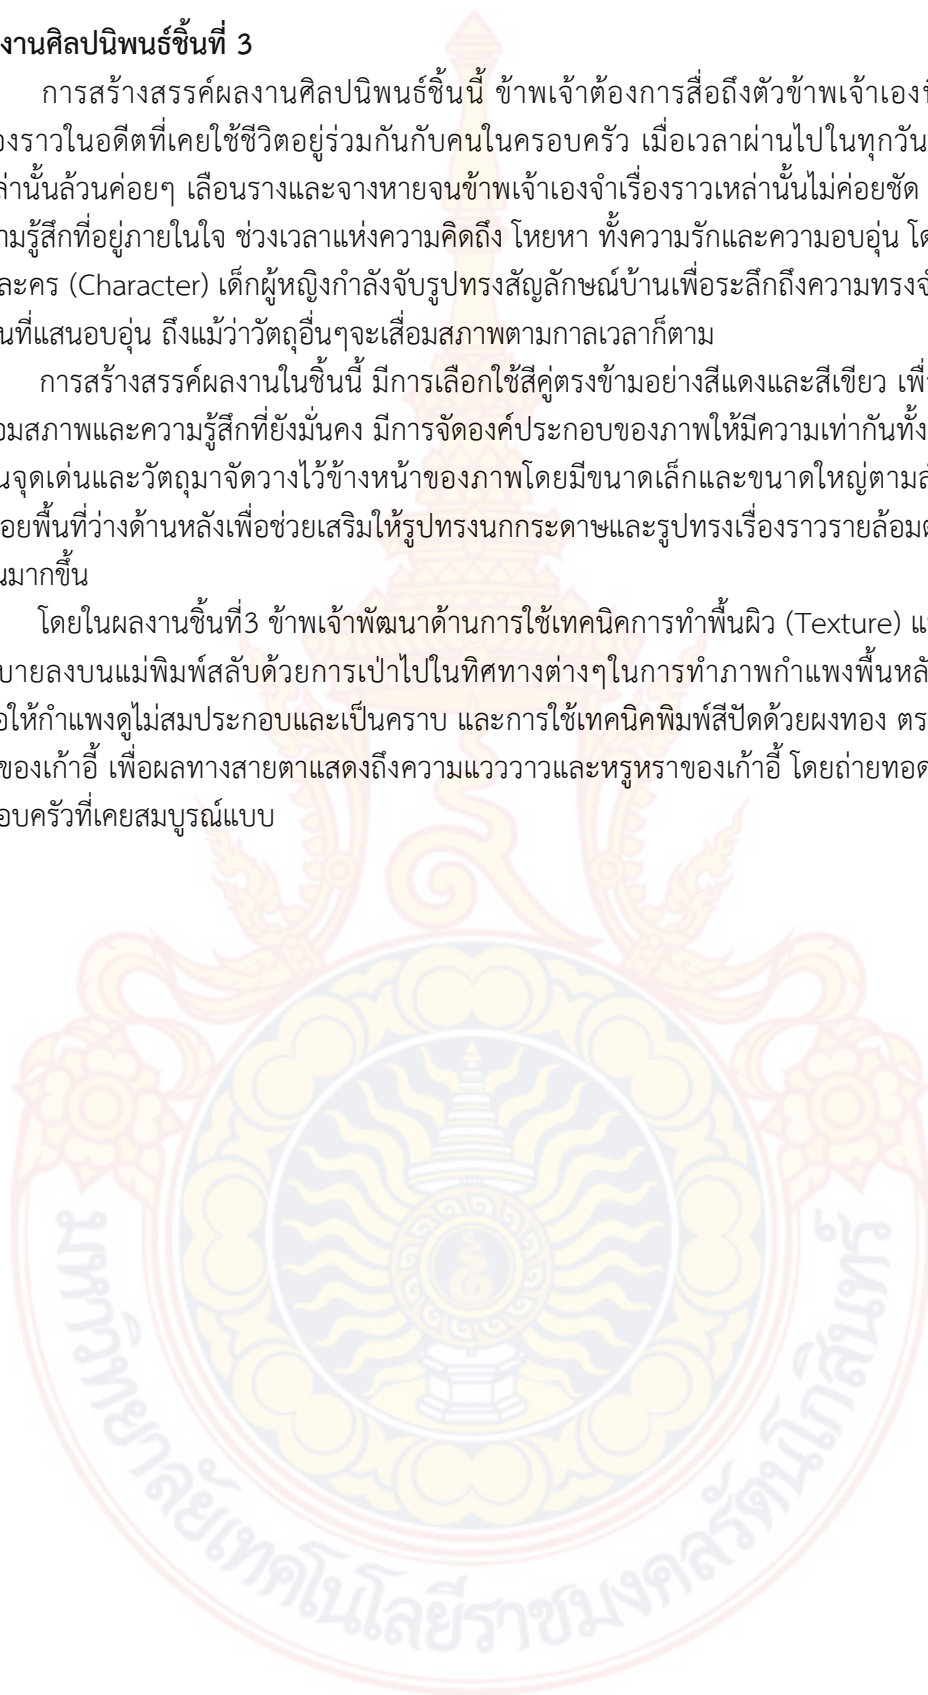 งานศิลปนิพนธ์ชิ้นที่ 3
การสร้างสรรค์ผลงานศิลปนิพนธ์ชิ้นนี้ ข้าพเจ้าต้องการสื่อถึงตัวข้าพเจ้าเอง
องราวในอดีตที่เคยใช้ชีวิตอยู่ร่วมกันกับคนในครอบครัว เมื่อเวลาผ่านไปในทุกวัน
ล่านั้นล้วนค่อยๆ เลือนรางและจางหายจนข้าพเจ้าเองจำเรื่องราวเหล่านั้นไม่ค่อยชัด
ามรู้สึกที่อยู่ภายในใจ ช่วงเวลาแห่งความคิดถึง โหยหา ทั้งความรักและความอบอุ่น
ละคร (Character) เด็กผู้หญิงกำลังจับรูปทรงสัญลักษณ์บ้านเพื่อระลึกถึงความทรงจ
นที่แสนอบอุ่น ถึงแม้ว่าวัตถุอื่นๆจะเสื่อมสภาพตามกาลเวลาก็ตาม
การสร้างสรรค์ผลงานในชิ้นนี้ มีการเลือกใช้สีคู่ตรงข้ามอย่างสีแดงและสีเขียว เพื่
อมสภาพและความรู้สึกที่ยังมั่นคง มีการจัดองค์ประกอบของภาพให้มีความเท่ากันทั้ง
นจุดเด่นและวัตถุมาจัดวางไว้ข้างหน้าของภาพโดยมีขนาดเล็กและขนาดใหญ่ตาม
อยพื้นที่ว่างด้านหลังเพื่อช่วยเสริมให้รูปทรงนกกระดาษและรูปทรงเรื่องราวรายล้อม
นมากขึ้น
โดยในผลงานชิ้นที่3 ข้าพเจ้าพัฒนาด้านการใช้เทคนิคการทำพื้นผิว (Texture) แ
บายลงบนแม่พิมพ์สลับด้วยการเป่าไปในทิศทางต่างๆในการทำภาพกำแพงพื้นหลั
อให้กำแพงดูไม่สมประกอบและเป็นคราบ และการใช้เทคนิคพิมพ์สีปัดด้วยผงทอง ตร
ของเก้าอี้ เพื่อผลทางสายตาแสดงถึงความแวววาวและหรูหราของเก้าอี้ โดยถ่ายทอด
อบครัวที่เคยสมบูรณ์แบบ
มหาวิทยาลัยเทคโนโลยีราชมงคลรัตนโกสินทร์